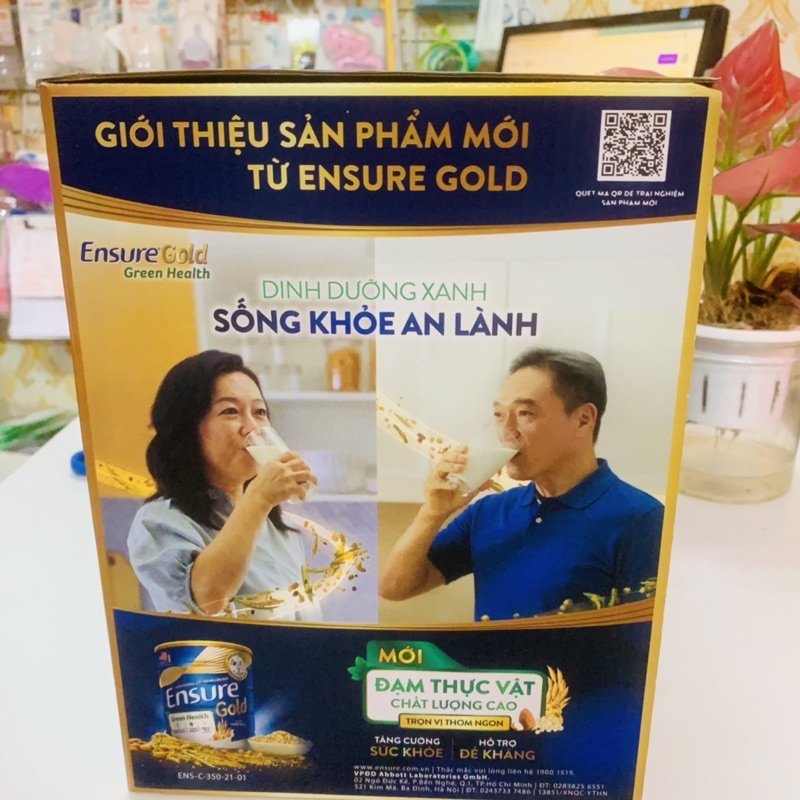 GIỚI THIỆU SẢN PHẨM MỚI
TỪ ENSURE GOLD
QUÉT MÃ QR ĐỂ TRẢI NGHIỆM
SẢN PHẨM MỚI
Ensure Gold
Green Health
DINH DƯỠNG XANH
SỐNG KHỎE AN LÀNH
MỚI
ĐẠM THỰC VẬT
CHẤT LƯỢNG CAO
TRỌN VỊ THƠM NGON
TĂNG CƯỜNG
SỨC KHỎE
HỖ TRỢ
ĐỀ KHÁNG
Ensure
Gold
Green Health
ENS-C-350-21-01
www.ensure.com.vn | Thắc mắc vui lòng liên hệ 1900 1519.
VPĐD Abbott Laboratories GmbH.
02 Ngô Đức Kế, P.Bến Nghé, Q.1, TP.Hồ Chí Minh | ĐT: 0283825 6551
521 Kim Mã, Ba Đình, Hà Nội | ĐT: 0243733 7486 | 13851/XNQC-YTHN